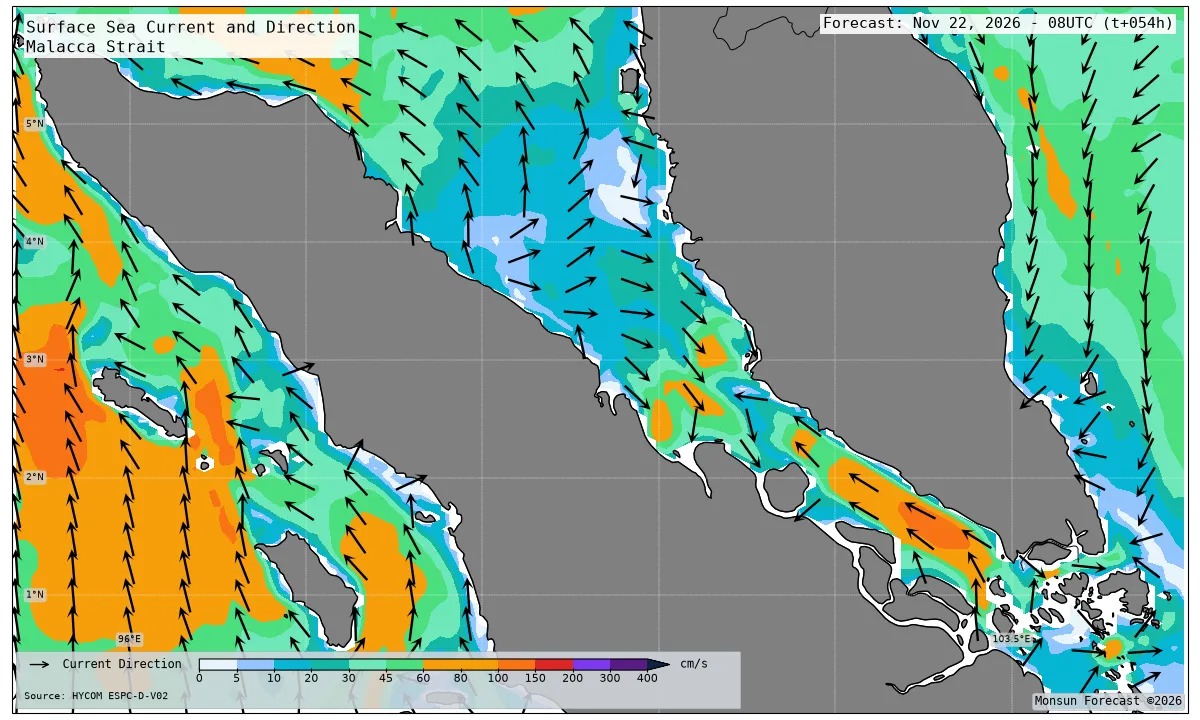 Surface Sea Current and Direction
Malacca Strait
Forecast: Nov 22, 2026 - 08UTC (t+054h)
5°N
4°N
3°N
2°N
1°N
96°E
103.5°E
Current Direction
0 5 10 20 30 45 60 80 100 150 200 300 400
cm/s
Source: HYCOM ESPC-D-V02
Monsun Forecast ©2026